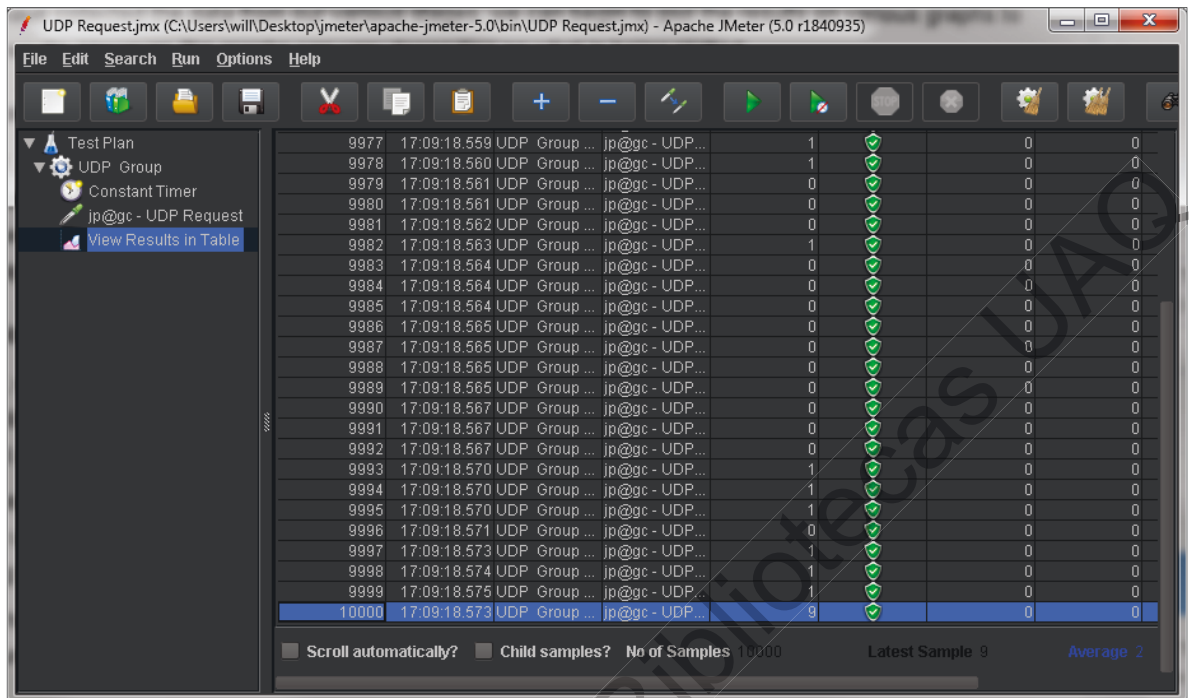 UDP Request.jmx (C:\Users\will\Desktop\jmeter\apache-jmeter-5.0\bin\UDP Request.jmx) - Apache JMeter (5.0 r1840935)
File Edit Search Run Options Help
STOP
Test Plan
UDP Group
Constant Timer
jp@gc - UDP Request
View Results in Table
9977 17:09:18.559 UDP Group ... jp@gc - UDP... 1 0 0
9978 17:09:18.560 UDP Group ... jp@gc - UDP... 1 0 0
9979 17:09:18.561 UDP Group ... jp@gc - UDP... 0 0 0
9980 17:09:18.561 UDP Group ... jp@gc - UDP... 0 0 0
9981 17:09:18.562 UDP Group ... jp@gc - UDP... 0 0 0
9982 17:09:18.563 UDP Group ... jp@gc - UDP... 1 0 0
9983 17:09:18.564 UDP Group ... jp@gc - UDP... 0 0 0
9984 17:09:18.564 UDP Group ... jp@gc - UDP... 0 0 0
9985 17:09:18.564 UDP Group ... jp@gc - UDP... 0 0 0
9986 17:09:18.565 UDP Group ... jp@gc - UDP... 0 0 0
9987 17:09:18.565 UDP Group ... jp@gc - UDP... 0 0 0
9988 17:09:18.565 UDP Group ... jp@gc - UDP... 0 0 0
9989 17:09:18.565 UDP Group ... jp@gc - UDP... 0 0 0
9990 17:09:18.567 UDP Group ... jp@gc - UDP... 0 0 0
9991 17:09:18.567 UDP Group ... jp@gc - UDP... 0 0 0
9992 17:09:18.567 UDP Group ... jp@gc - UDP... 0 0 0
9993 17:09:18.570 UDP Group ... jp@gc - UDP... 1 0 0
9994 17:09:18.570 UDP Group ... jp@gc - UDP... 1 0 0
9995 17:09:18.570 UDP Group ... jp@gc - UDP... 1 0 0
9996 17:09:18.571 UDP Group ... jp@gc - UDP... 0 0 0
9997 17:09:18.573 UDP Group ... jp@gc - UDP... 1 0 0
9998 17:09:18.574 UDP Group ... jp@gc - UDP... 1 0 0
9999 17:09:18.575 UDP Group ... jp@gc - UDP... 1 0 0
10000 17:09:18.573 UDP Group ... jp@gc - UDP... 9 0 0
Scroll automatically? Child samples? No of Samples 10000 Latest Sample 9 Average 2
Bibliotecas UAQ